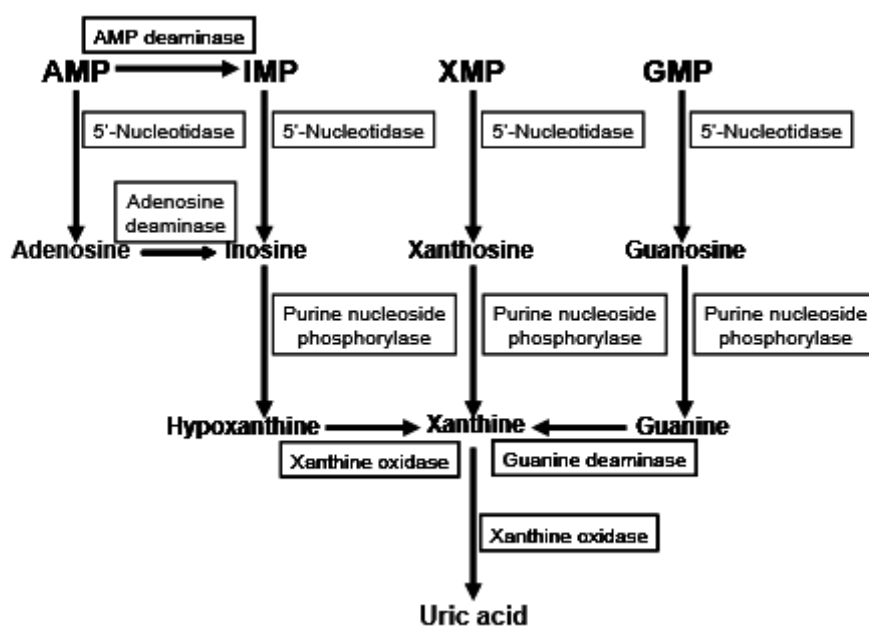 AMP deaminase
AMP IMP XMP GMP
5'-Nucleotidase 5'-Nucleotidase 5'-Nucleotidase 5'-Nucleotidase
Adenosine
deaminase
Adenosine Inosine Xanthosine Guanosine
Purine nucleoside Purine nucleoside Purine nucleoside
phosphorylase phosphorylase phosphorylase
Hypoxanthine Xanthine Guanine
Xanthine oxidase Guanine deaminase
Xanthine oxidase
Uric acid